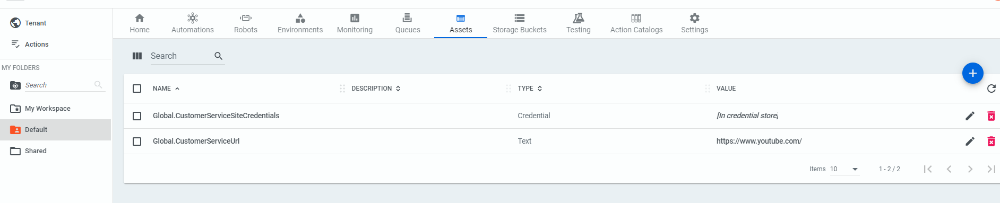 Tenant
Actions
MY FOLDERS
Search
My Workspace
Default
Shared
Home Automations Robots Environments Monitoring Queues Assets Storage Buckets Testing Action Catalogs Settings
Search
NAME DESCRIPTION TYPE VALUE
Global.CustomerServiceSiteCredentials Credential [In credential store]
Global.CustomerServiceUrl Text https://www.youtube.com/
Items 10 1 - 2 / 2